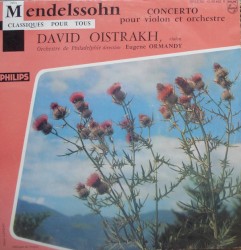 Mendelssohn
CLASSIQUES POUR TOUS
CONCERTO
pour violon et orchestre
DAVID OISTRAKH, violon
Orchestre de Philadelphie direction Eugene ORMANDY
PHILIPS